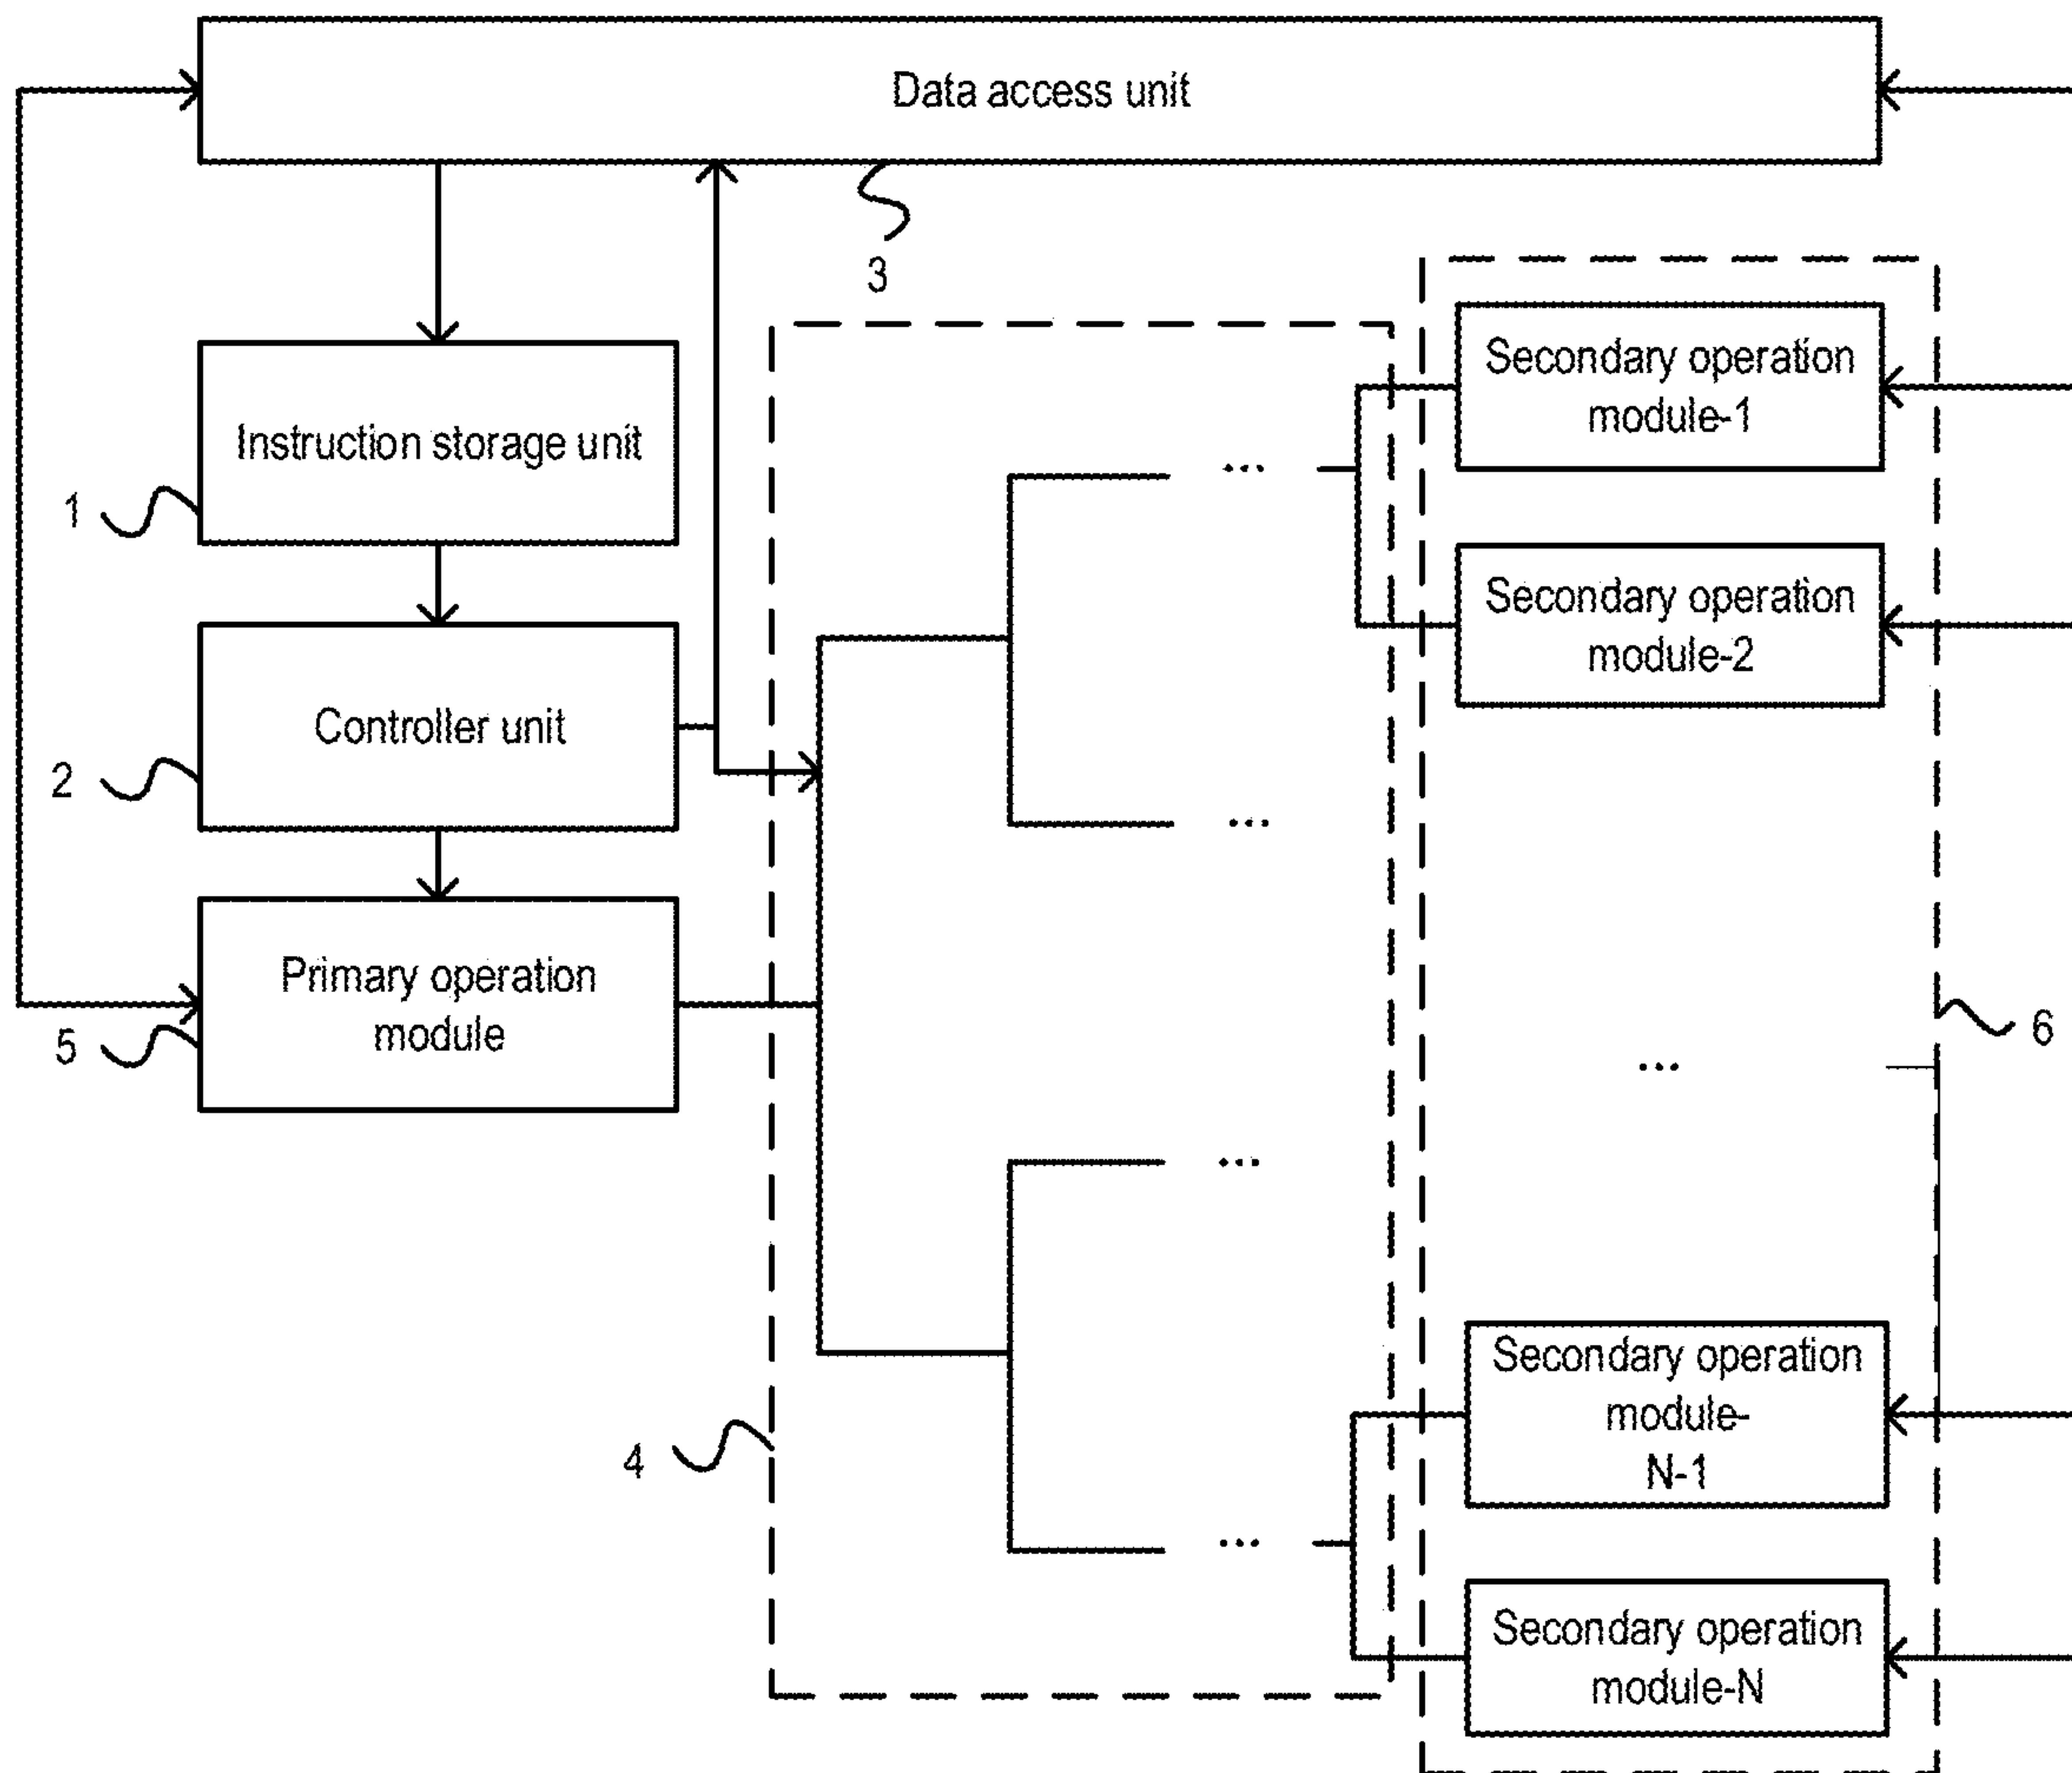 Data access unit
3
Instruction storage unit
1
Controller unit
2
Primary operation
module
5
4
...
...
...
...
Secondary operation
module-1
Secondary operation
module-2
...
6
Secondary operation
module-
N-1
Secondary operation
module-N